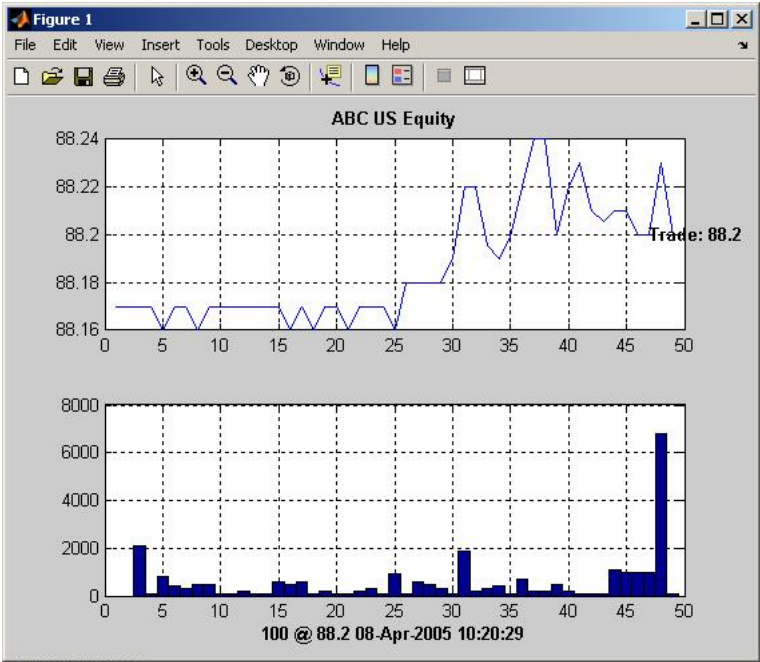 Figure 1
File Edit View Insert Tools Desktop Window Help
ABC US Equity
88.24
88.22
88.2
88.18
88.16
Trade: 88.2
0 5 10 15 20 25 30 35 40 45 50
8000
6000
4000
2000
0
0 5 10 15 20 25 30 35 40 45 50
100 @ 88.2 08-Apr-2005 10:20:29